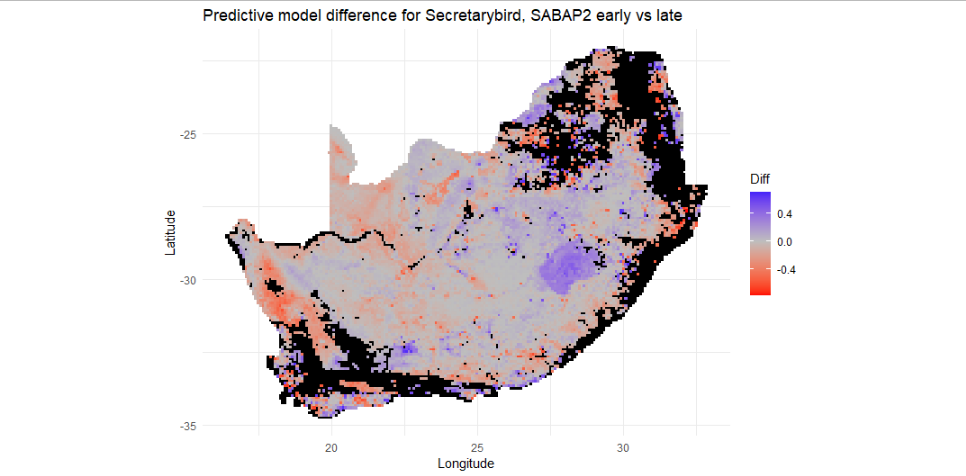 Predictive model difference for Secretarybird, SABAP2 early vs late
-25
-30
-35
Latitude
20
25
30
Longitude
Diff
0.4
0.0
-0.4